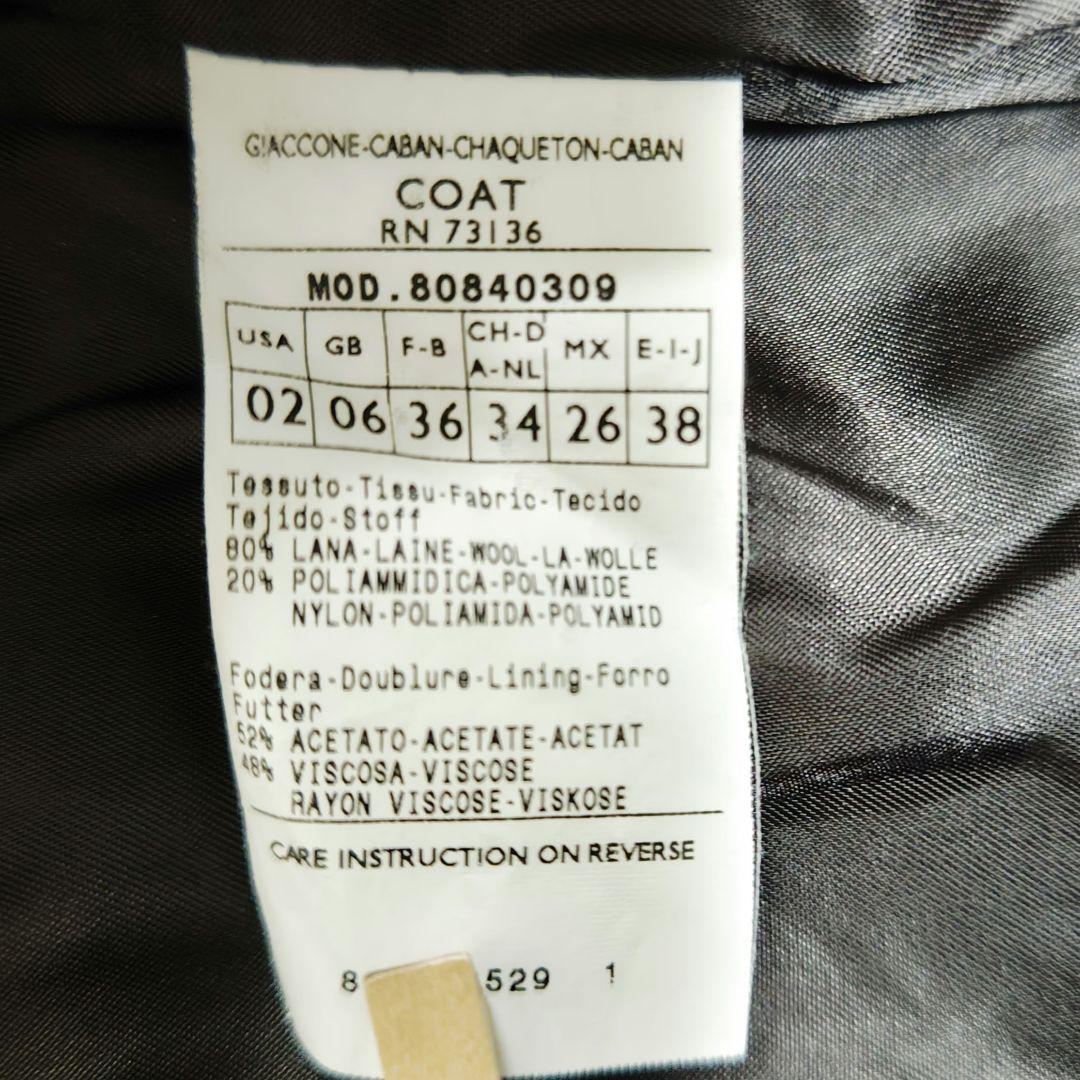 GIACCONE-CABAN-CHAQUETON-CABAN
COAT
RN 73136
MOD.80840309
USA GB F-B CH-D A-NL MX E-I-J
02 06 36 34 26 38
Tessuto-Tissu-Fabric-Tecido
Tejido-Stoff
80% LANA-LAINE-WOOL-LA-WOLLE
20% POLIAMMIDICA-POLYAMIDE
NYLON-POLIAMIDA-POLYAMID
Fodera-Doublure-Lining-Forro
Futter
52% ACETATO-ACETATE-ACETAT
48% VISCOSA-VISCOSE
RAYON VISCOSE-VISKOSE
CARE INSTRUCTION ON REVERSE
8 529 1